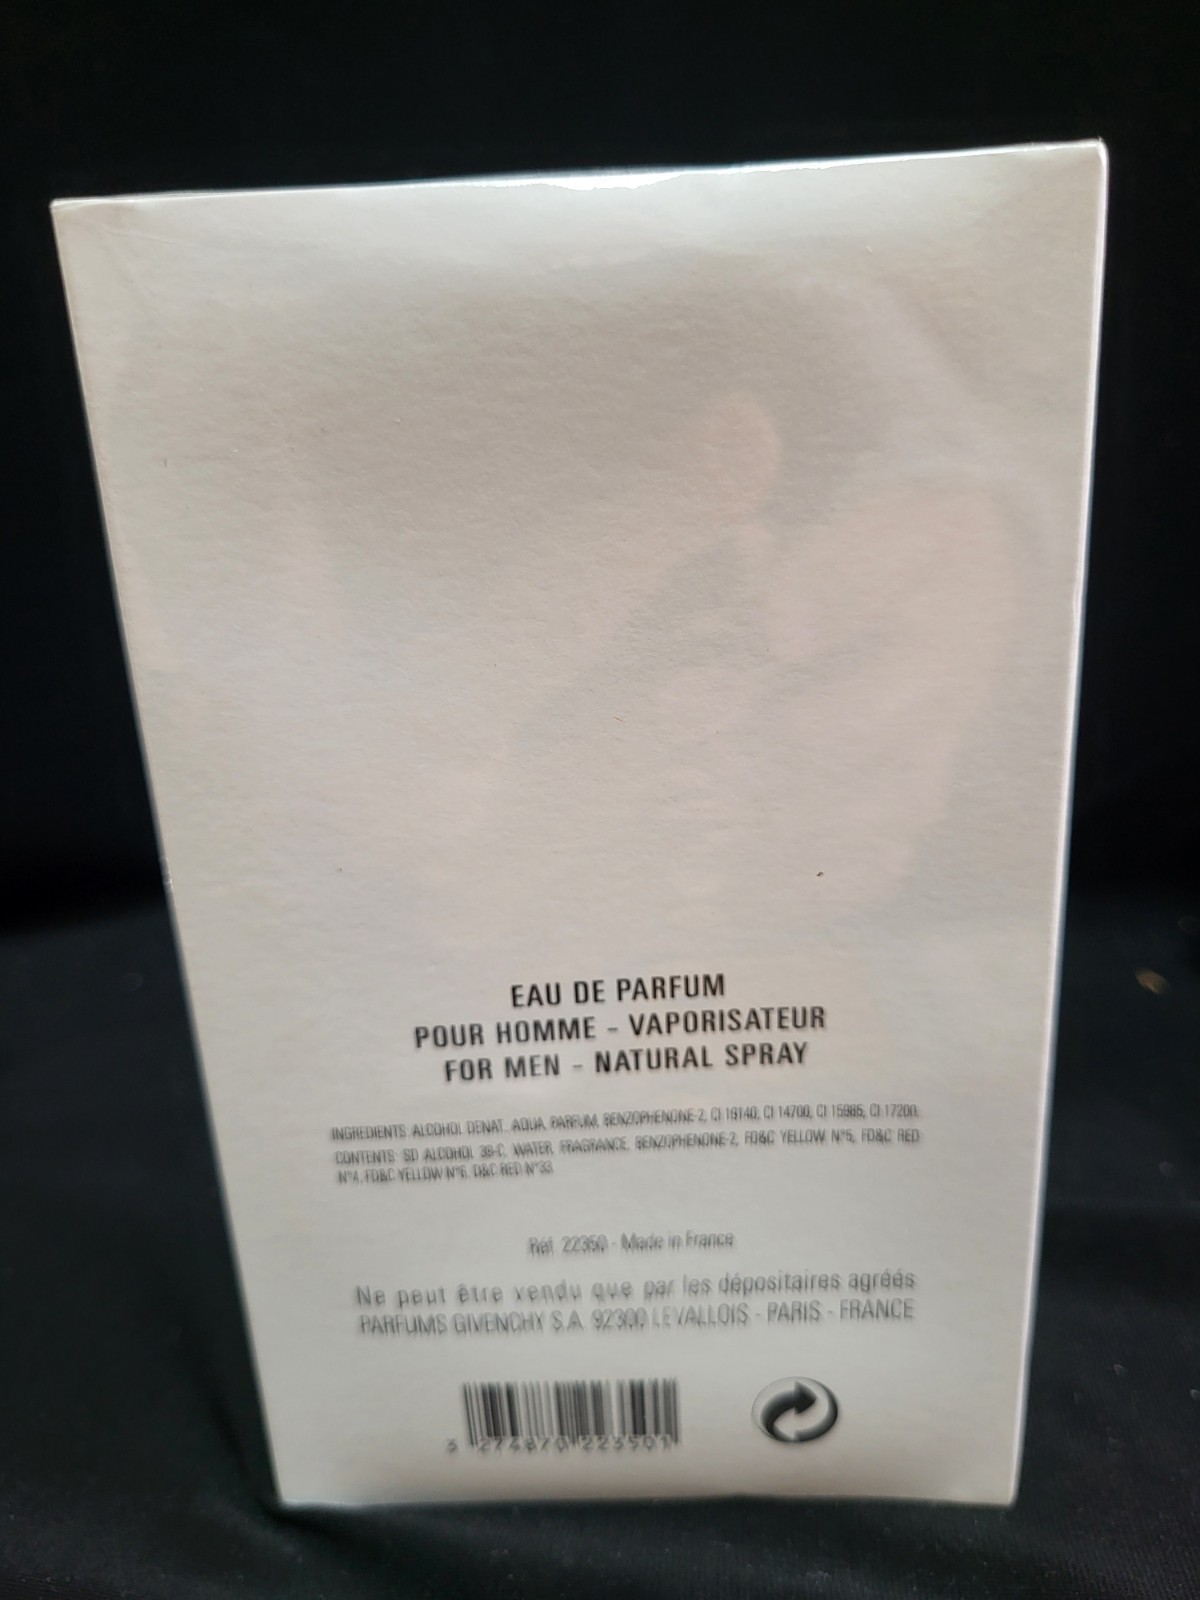 EAU DE PARFUM
POUR HOMME - VAPORISATEUR
FOR MEN - NATURAL SPRAY
INGREDIENTS: ALCOHOL DENAT., AQUA, PARFUM, BENZOPHENONE-2, CI 19140, CI 14700, CI 15985, CI 17200.
CONTENTS: SD ALCOHOL 39-C, WATER, FRAGRANCE, BENZOPHENONE-2, FD&C YELLOW N°5, FD&C RED
N°4, FD&C YELLOW N°6, D&C RED N°33.
Réf. 22350 - Made in France
Ne peut être vendu que par les dépositaires agréés
PARFUMS GIVENCHY S.A. 92300 LEVALLOIS - PARIS - FRANCE
3 274870 223501